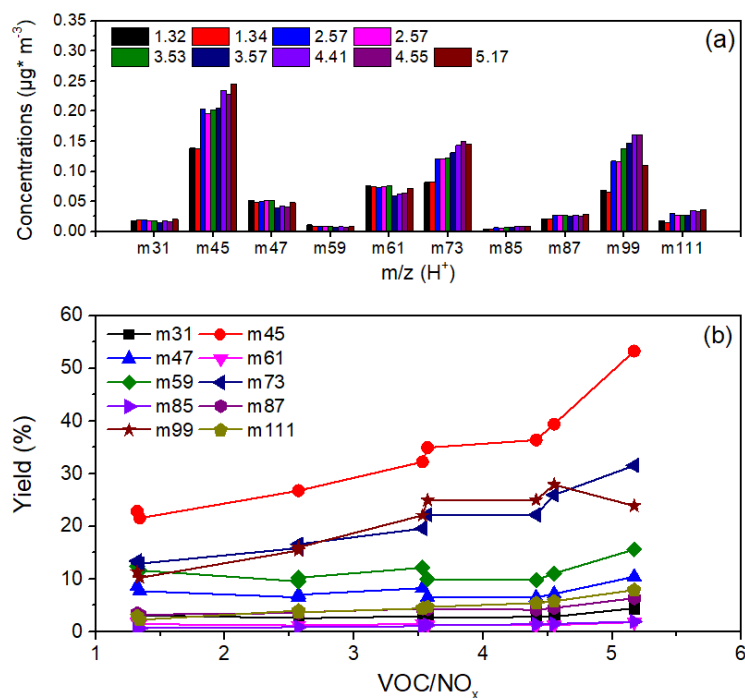 0.35
0.30
0.25
0.20
0.15
0.10
0.05
0.00
Concentrations (µg* m⁻³)
1.32 1.34 2.57 2.57
3.53 3.57 4.41 4.55 5.17
(a)
m31 m45 m47 m59 m61 m73 m85 m87 m99 m111
m/z (H⁺)
60
50
40
30
20
10
0
Yield (%)
(b)
m31 m45
m47 m61
m59 m73
m85 m87
m99 m111
1 2 3 4 5 6
VOC/NOₓ